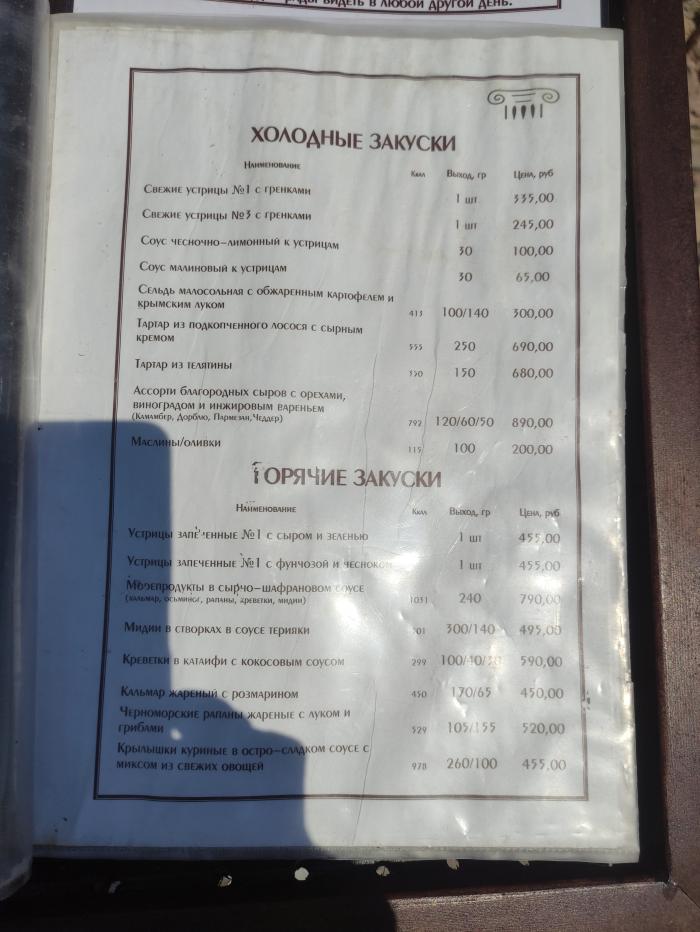 видеть в любой другой день.
ХОЛОДНЫЕ ЗАКУСКИ
Наименование Ккал Выход, гр Цена, руб
Свежие устрицы №1 с гренками 1 шт 335,00
Свежие устрицы №3 с гренками 1 шт 245,00
Соус чесночно-лимонный к устрицам 30 100,00
Соус малиновый к устрицам 30 65,00
Сельдь малосольная с обжаренным картофелем и
крымским луком 413 100/140 300,00
Тартар из подкопченного лосося с сырным
кремом 555 250 690,00
Тартар из телятины 150 680,00
Ассорти благородных сыров с орехами,
виноградом и инжировым вареньем
(Камамбер, Дорблю, Пармезан, Чеддер) 792 120/60/50 890,00
Маслины/оливки 115 100 200,00
ГОРЯЧИЕ ЗАКУСКИ
Наименование Ккал Выход, гр Цена, руб
Устрицы запеченные №1 с сыром и зеленью 1 шт 455,00
Устрицы запеченные №1 с фунчозой и чесноком 1 шт 455,00
Морепродукты в сырно-шафрановом соусе
(кальмар, осьминог, рапаны, креветки, мидии) 1031 240 790,00
Мидии в створках в соусе терияки 300/140 495,00
Креветки в катаифи с кокосовым соусом 299 590,00
Кальмар жареный с розмарином 450 170/65 450,00
Черноморские рапаны жареные с луком и
грибами 529 105/155 520,00
Крылышки куриные в остро-сладком соусе с
миксом из свежих овощей 978 260/100 455,00